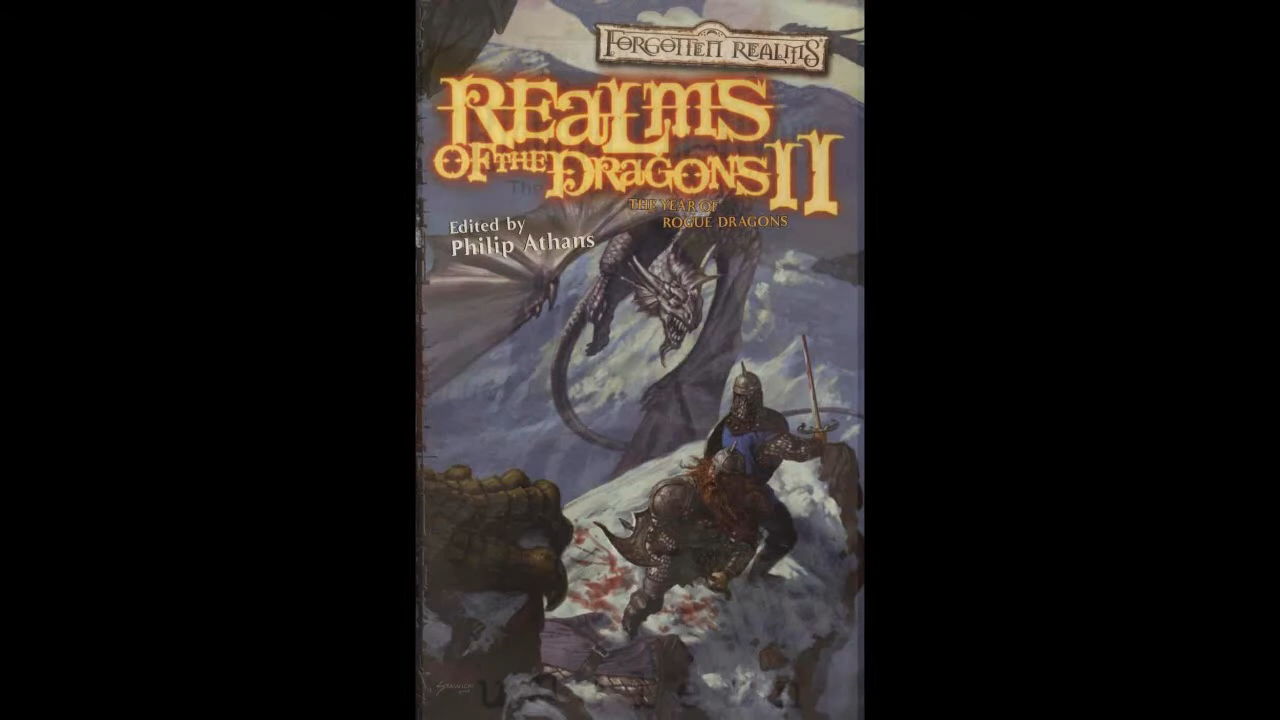 FORGOTTEN REALMS
REALMS
OF THE DRAGONS II
THE YEAR OF
ROGUE DRAGONS
Edited by
Philip Athans